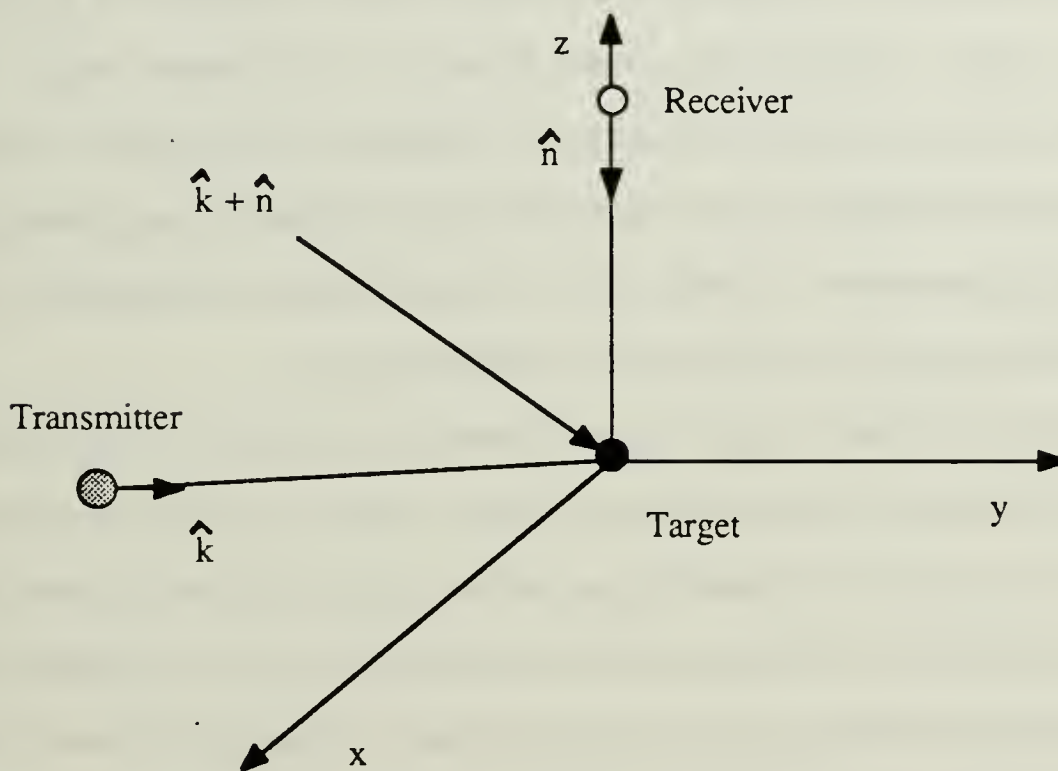 z
Receiver
n̂
k̂ + n̂
Transmitter
k̂
Target
y
x